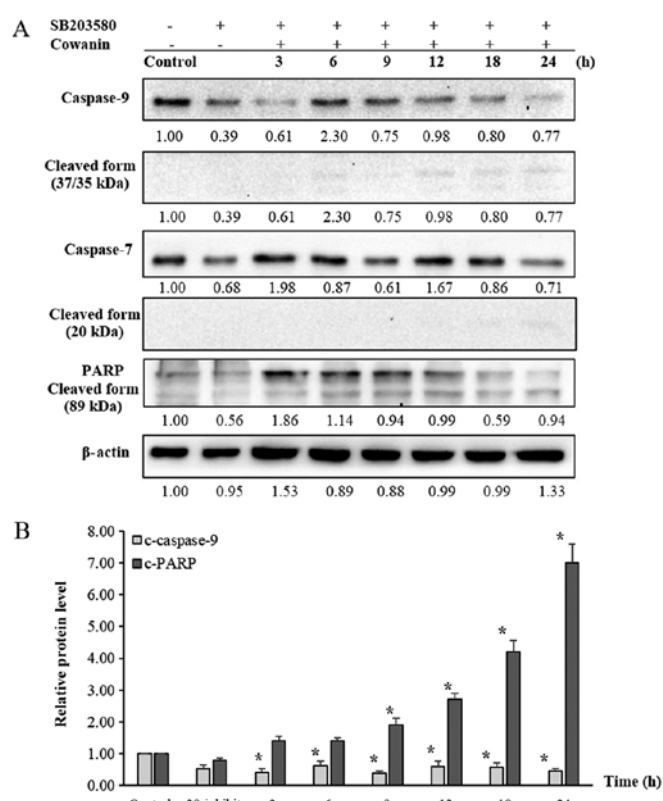 A
SB203580 - + + + + + + +
Cowanin - - + + + + + +
Control 3 6 9 12 18 24 (h)
Caspase-9
1.00 0.39 0.61 2.30 0.75 0.98 0.80 0.77
Cleaved form
(37/35 kDa)
1.00 0.39 0.61 2.30 0.75 0.98 0.80 0.77
Caspase-7
1.00 0.68 1.98 0.87 0.61 1.67 0.86 0.71
Cleaved form
(20 kDa)
PARP
Cleaved form
(89 kDa)
1.00 0.56 1.86 1.14 0.94 0.99 0.59 0.94
β-actin
1.00 0.95 1.53 0.89 0.88 0.99 0.99 1.33
B
Relative protein level
8.00
7.00
6.00
5.00
4.00
3.00
2.00
1.00
0.00
c-caspase-9
c-PARP
* * * * * * * * * *
Time (h)